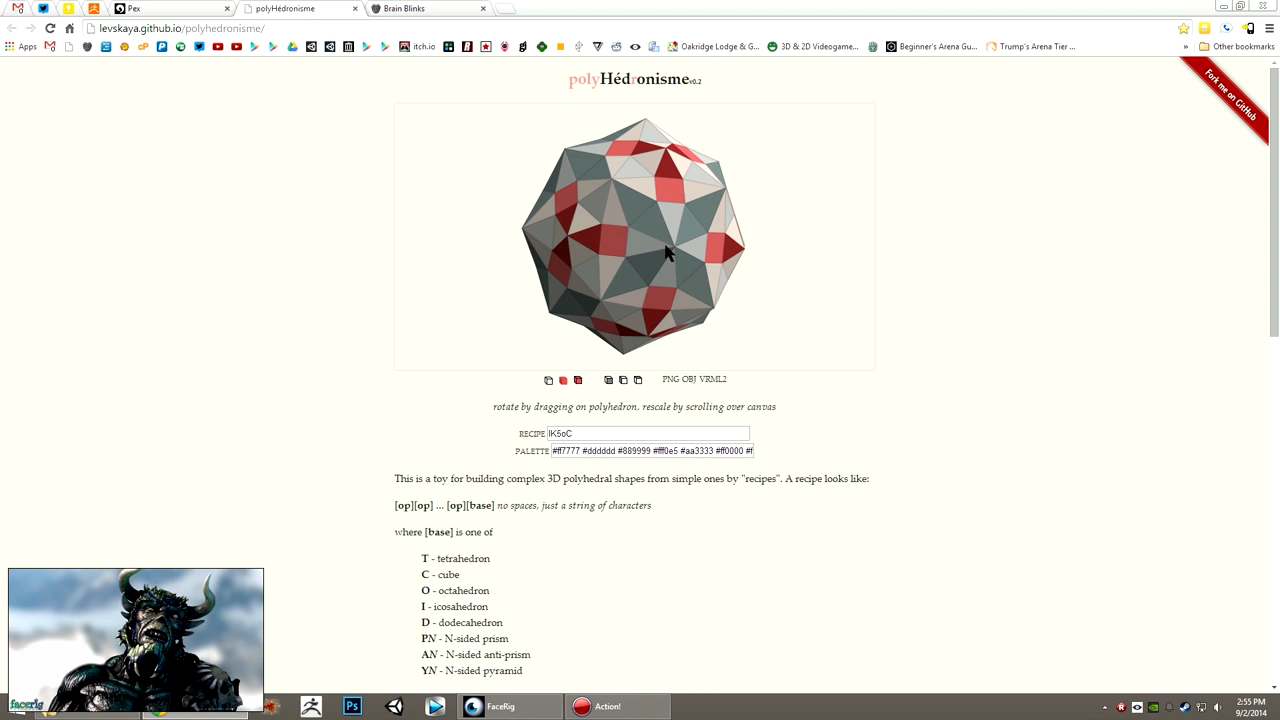 Pex
polyHédronisme
Brain Blinks
levskaya.github.io/polyhedronisme/
Apps
itch.io
Oakridge Lodge & G...
3D & 2D Videogame...
Beginner's Arena Gu...
Trump's Arena Tier ...
»
Other bookmarks
Fork me on GitHub
polyHédronisme v0.2
PNG OBJ VRML2
rotate by dragging on polyhedron, rescale by scrolling over canvas
RECIPE lK5oC
PALETTE #ff7777 #dddddd #889999 #fff0e5 #aa3333 #ff0000 #f
This is a toy for building complex 3D polyhedral shapes from simple ones by "recipes". A recipe looks like:
[op][op] ... [op][base] no spaces, just a string of characters
where [base] is one of
T - tetrahedron
C - cube
O - octahedron
I - icosahedron
D - dodecahedron
PN - N-sided prism
AN - N-sided anti-prism
YN - N-sided pyramid
facerig
Ps
FaceRig
Action!
2:55 PM
9/2/2014